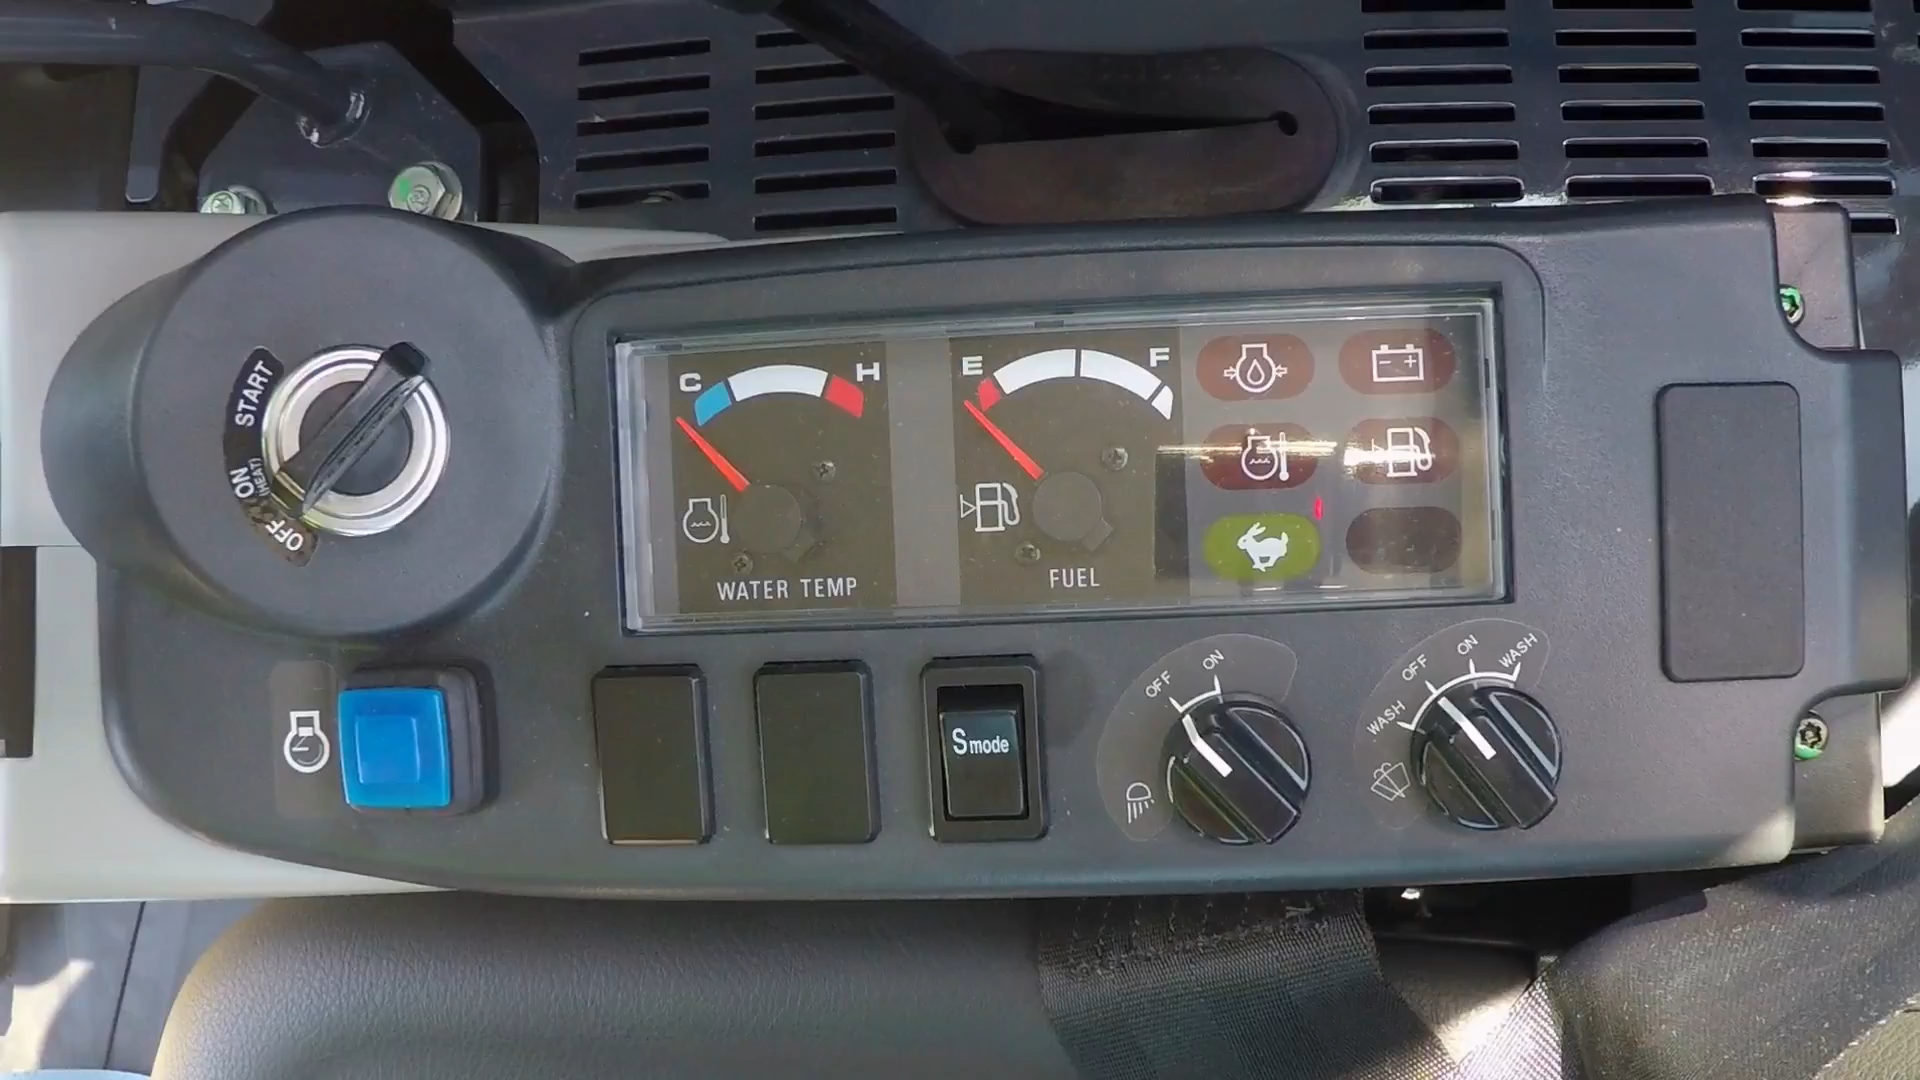 START
ON
(HEAT)
OFF
C
H
WATER TEMP
E
F
FUEL
- +
S mode
OFF
ON
WASH
OFF
ON
WASH